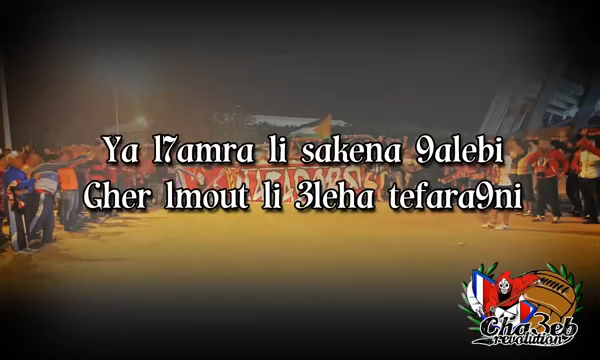 Ya l7amra li sakena 9alebi
Gher lmout li 3leha tefara9ni
Cha3eb
revolution